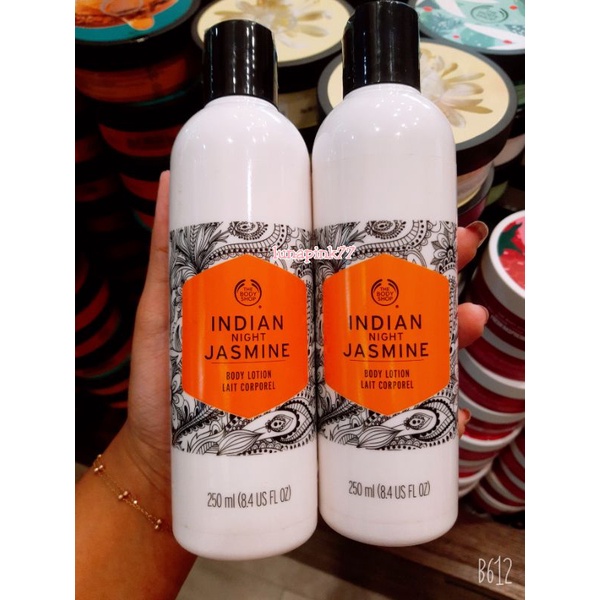 lunapink77
THE
BODY
SHOP
INDIAN
NIGHT
JASMINE
BODY LOTION
LAIT CORPOREL
250 ml (8.4 US FL OZ)
THE
BODY
SHOP
INDIAN
NIGHT
JASMINE
BODY LOTION
LAIT CORPOREL
250 ml (8.4 US FL OZ)
B612